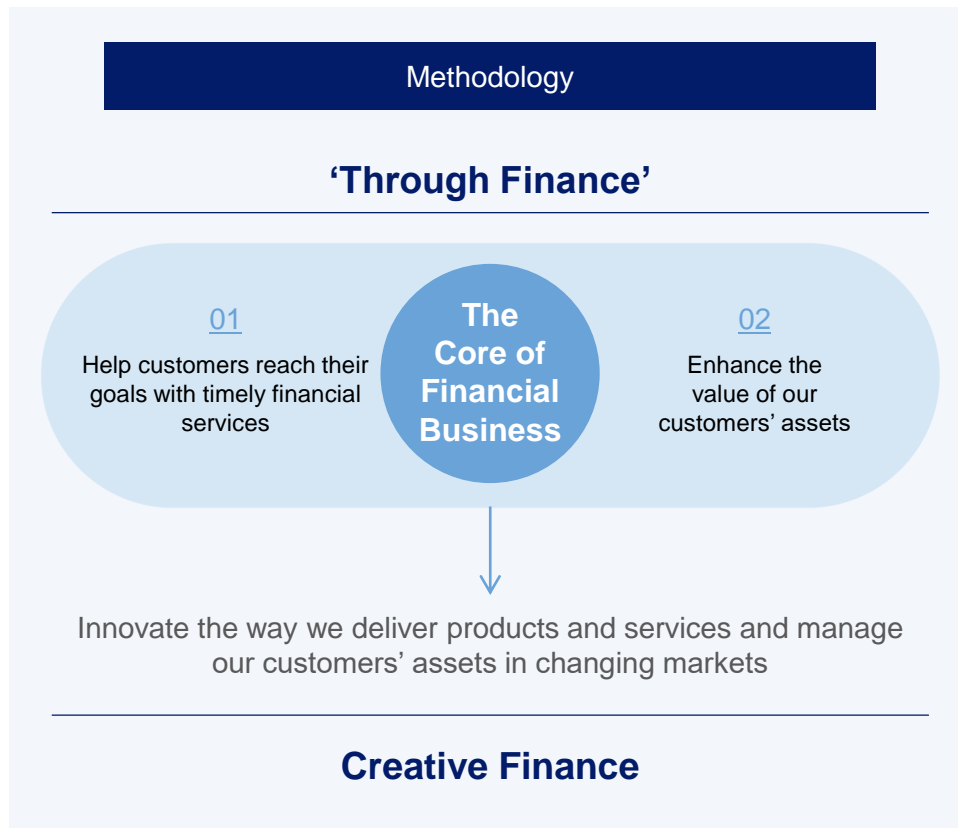 Methodology
‘Through Finance’
01
Help customers reach their
goals with timely financial
services
The
Core of
Financial
Business
02
Enhance the
value of our
customers’ assets
Innovate the way we deliver products and services and manage
our customers’ assets in changing markets
Creative Finance